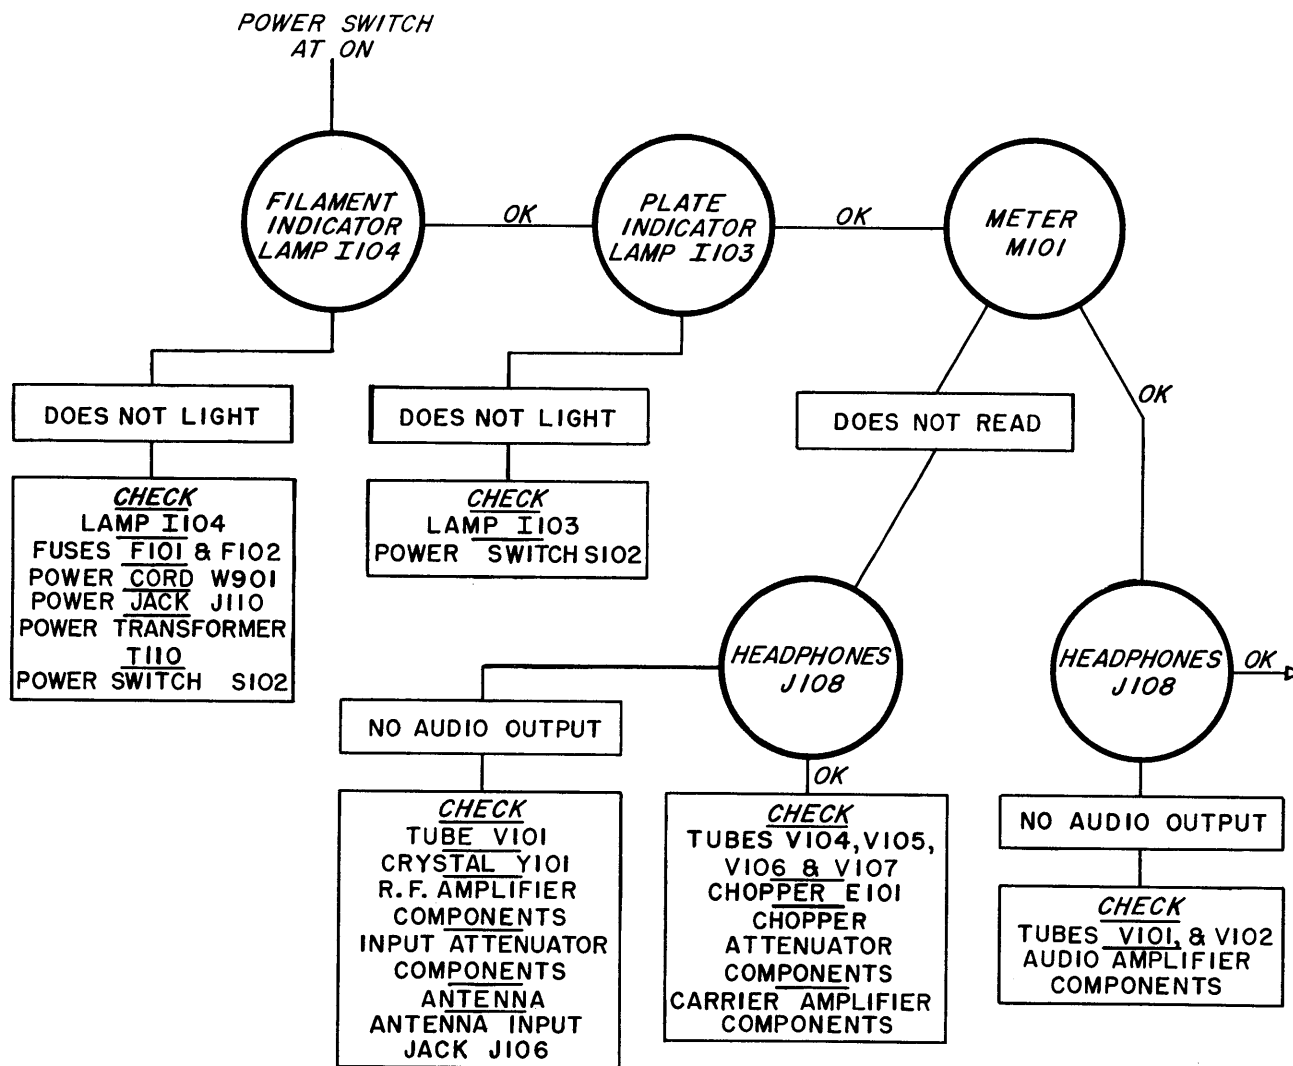 POWER SWITCH
AT ON
FILAMENT
INDICATOR
LAMP I104
OK
PLATE
INDICATOR
LAMP I103
OK
METER
M101
DOES NOT LIGHT
CHECK
LAMP I104
FUSES F101 & F102
POWER CORD W901
POWER JACK J110
POWER TRANSFORMER
T110
POWER SWITCH S102
DOES NOT LIGHT
CHECK
LAMP I103
POWER SWITCH S102
DOES NOT READ
OK
HEADPHONES
J108
NO AUDIO OUTPUT
CHECK
TUBE V101
CRYSTAL Y101
R.F. AMPLIFIER
COMPONENTS
INPUT ATTENUATOR
COMPONENTS
ANTENNA
ANTENNA INPUT
JACK J106
OK
CHECK
TUBES V104, V105,
V106 & V107
CHOPPER E101
CHOPPER
ATTENUATOR
COMPONENTS
CARRIER AMPLIFIER
COMPONENTS
HEADPHONES
J108
OK
NO AUDIO OUTPUT
CHECK
TUBES V101, & V102
AUDIO AMPLIFIER
COMPONENTS